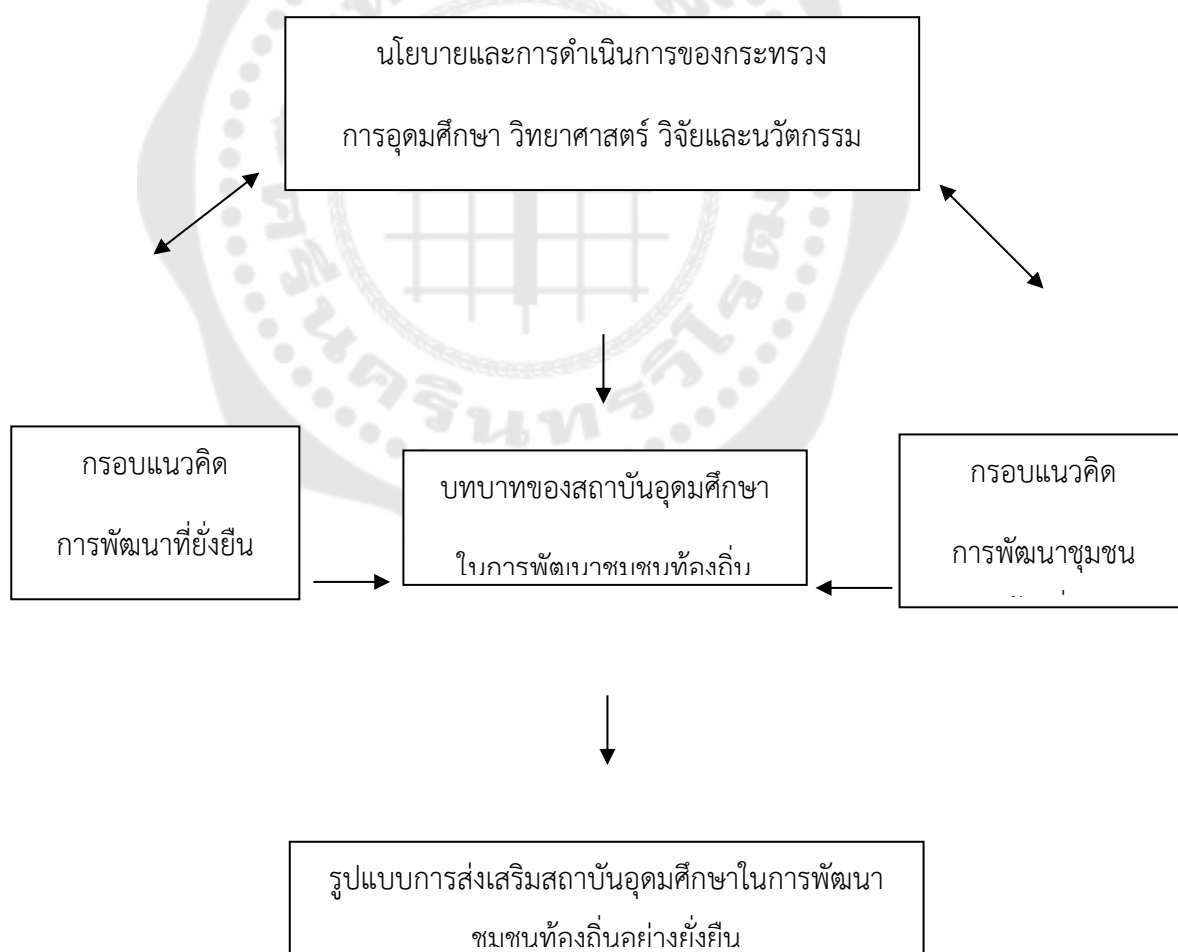 นโยบายและการดำเนินการของกระทรวง
การอุดมศึกษา วิทยาศาสตร์ วิจัยและนวัตกรรม
กรอบแนวคิด
การพัฒนาที่ยั่งยืน
บทบาทของสถาบันอุดมศึกษา
ในการพัฒนาชุมชนท้องถิ่น
กรอบแนวคิด
การพัฒนาชุมชน
รูปแบบการส่งเสริมสถาบันอุดมศึกษาในการพัฒนา
ชุมชนท้องถิ่นอย่างยั่งยืน